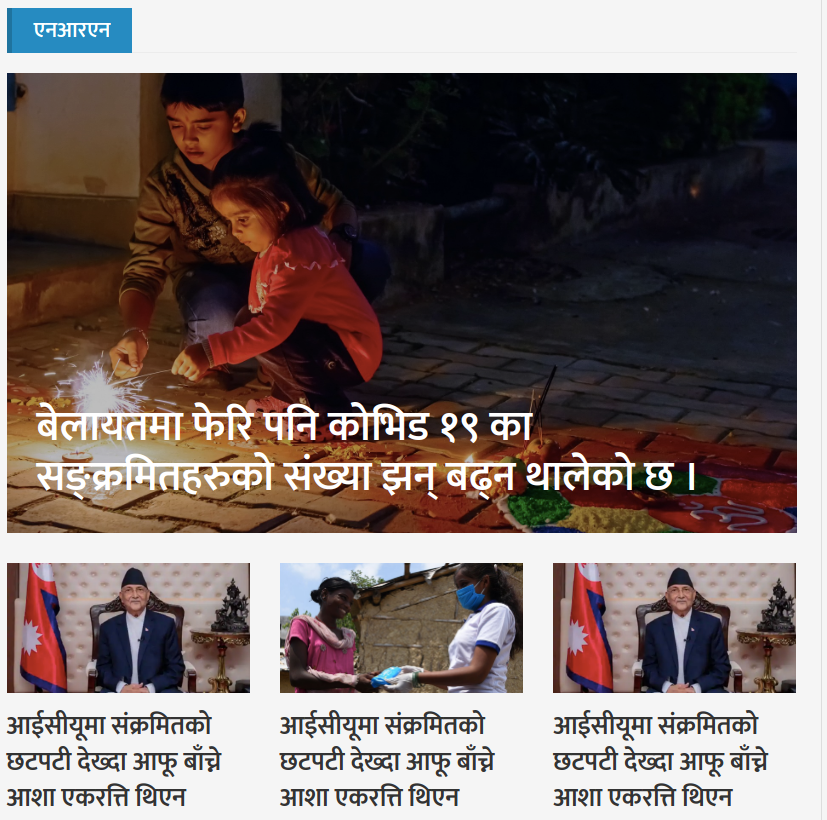 एनआरएन
बेलायतमा फेरि पनि कोभिड १९ का
सङ्क्रमितहरुको संख्या झन् बढ्न थालेको छ ।
आईसीयूमा संक्रमितको
छटपटी देख्दा आफू बाँच्ने
आशा एकरत्ति थिएन
आईसीयूमा संक्रमितको
छटपटी देख्दा आफू बाँच्ने
आशा एकरत्ति थिएन
आईसीयूमा संक्रमितको
छटपटी देख्दा आफू बाँच्ने
आशा एकरत्ति थिएन